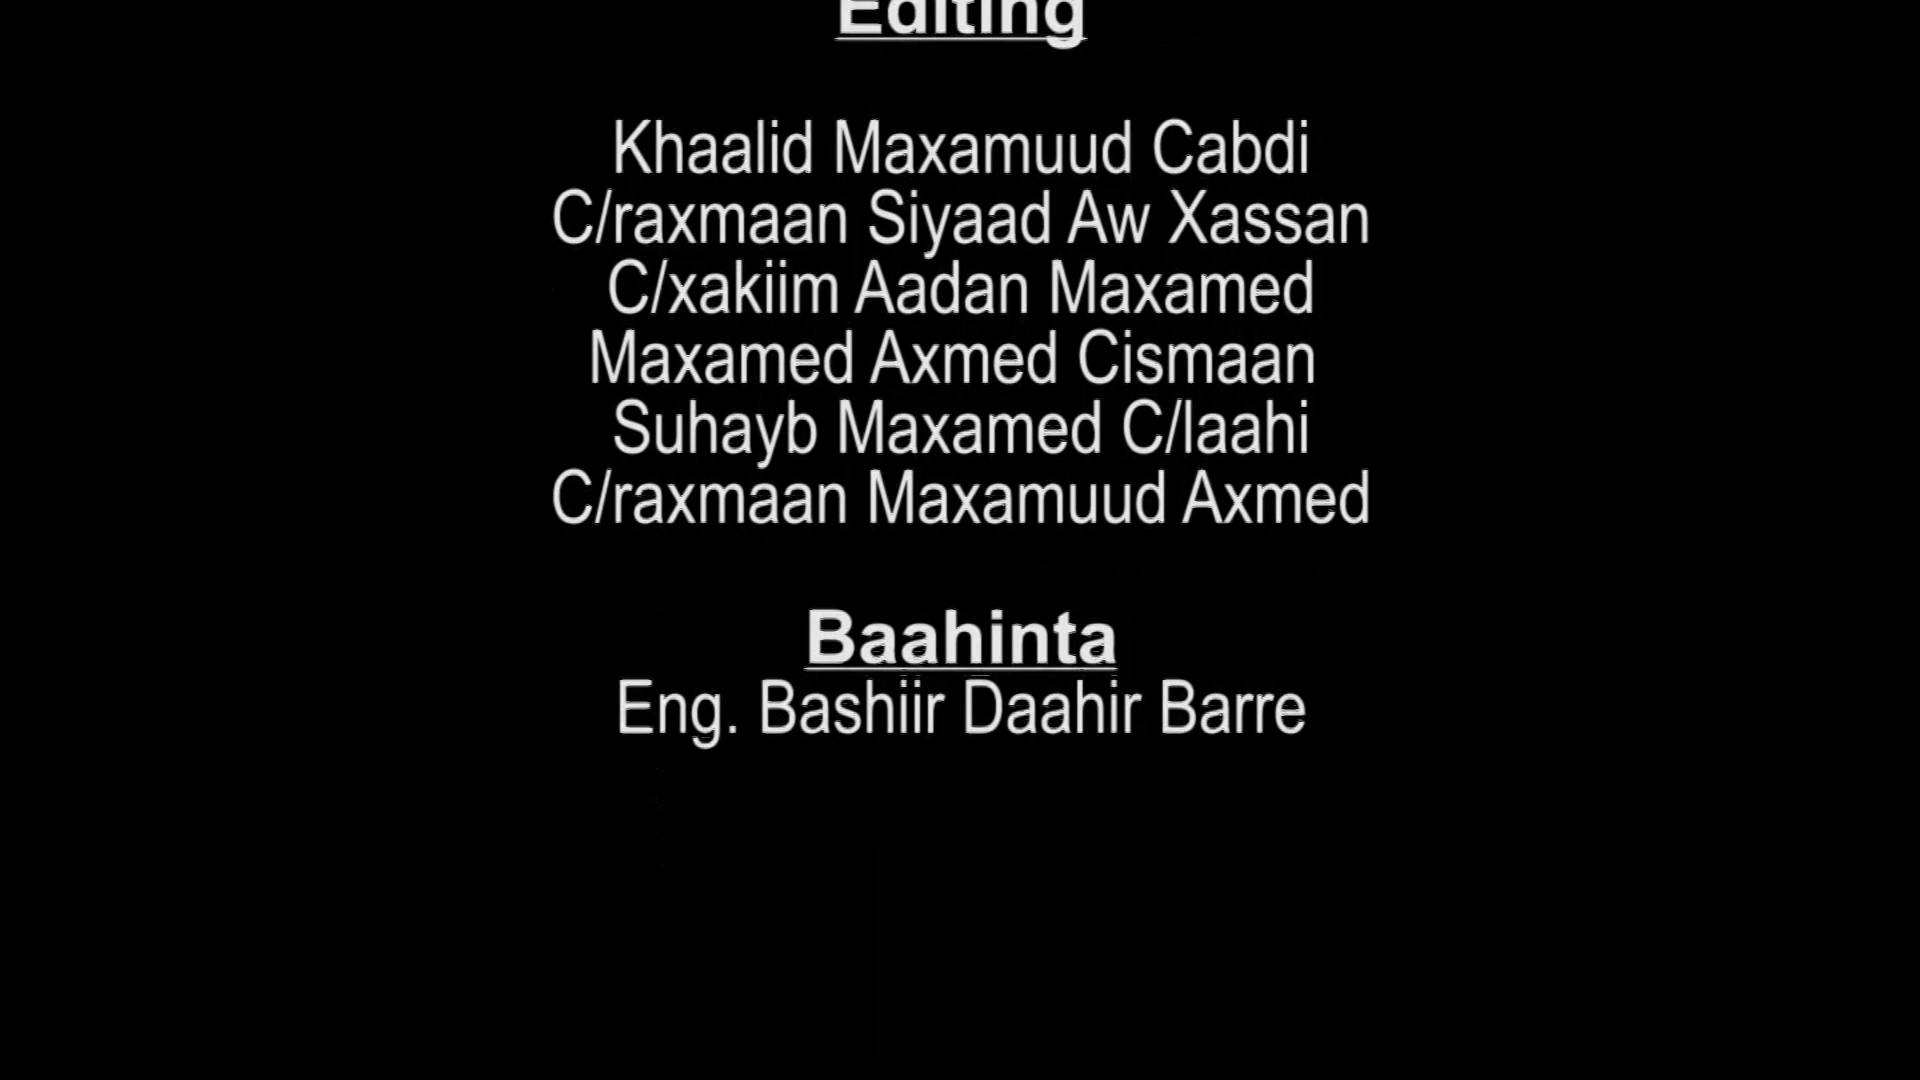 Editing
Khaalid Maxamuud Cabdi
C/raxmaan Siyaad Aw Xassan
C/xakiim Aadan Maxamed
Maxamed Axmed Cismaan
Suhayb Maxamed C/laahi
C/raxmaan Maxamuud Axmed
Baahinta
Eng. Bashiir Daahir Barre